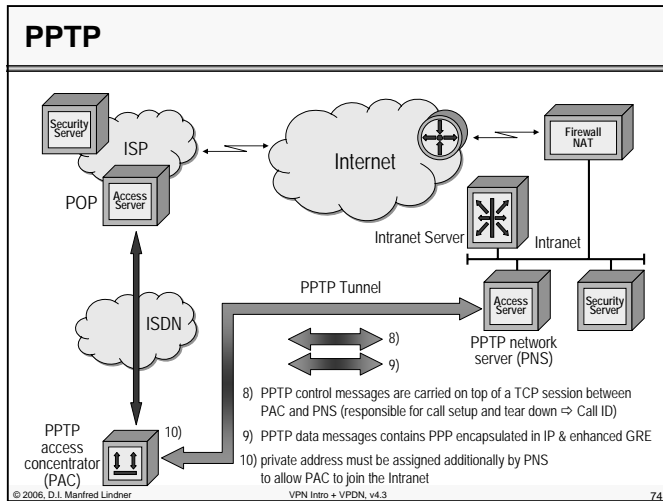 PPTP
Security
Server
ISP
Internet
Firewall
NAT
POP
Access
Server
Intranet Server
Intranet
PPTP Tunnel
ISDN
Access
Server
Security
Server
PPTP network
server (PNS)
8)
9)
8) PPTP control messages are carried on top of a TCP session between
PAC and PNS (responsible for call setup and tear down ⇨ Call ID)
9) PPTP data messages contains PPP encapsulated in IP & enhanced GRE
10) private address must be assigned additionally by PNS
to allow PAC to join the Intranet
PPTP
access
concentrator
(PAC)
10)
© 2006, D.I. Manfred Lindner
VPN Intro + VPDN, v4.3
74